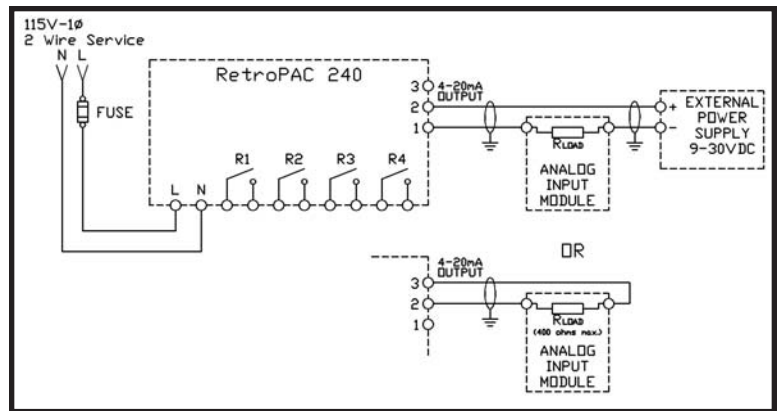 115V-1ø
2 Wire Service
N L
FUSE
RetroPAC 240
3
2
1
4-20mA
OUTPUT
+
-
EXTERNAL
POWER
SUPPLY
9-30VDC
RLOAD
ANALOG
INPUT
MODULE
R1 R2 R3 R4
L N
OR
4-20mA
OUTPUT
3
2
1
RLOAD
(400 ohms max.)
ANALOG
INPUT
MODULE